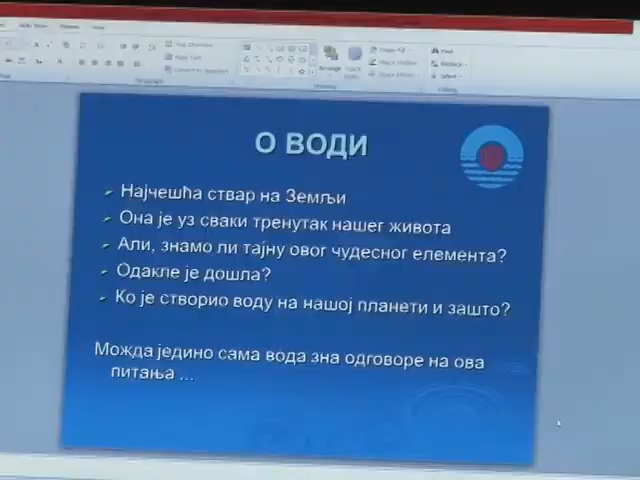 О ВОДИ
Најчешћа ствар на Земљи
Она је уз сваки тренутак нашег живота
Али, знамо ли тајну овог чудесног елемента?
Одакле је дошла?
Ко је створио воду на нашој планети и зашто?
Можда једино сама вода зна одговоре на ова
питања ...